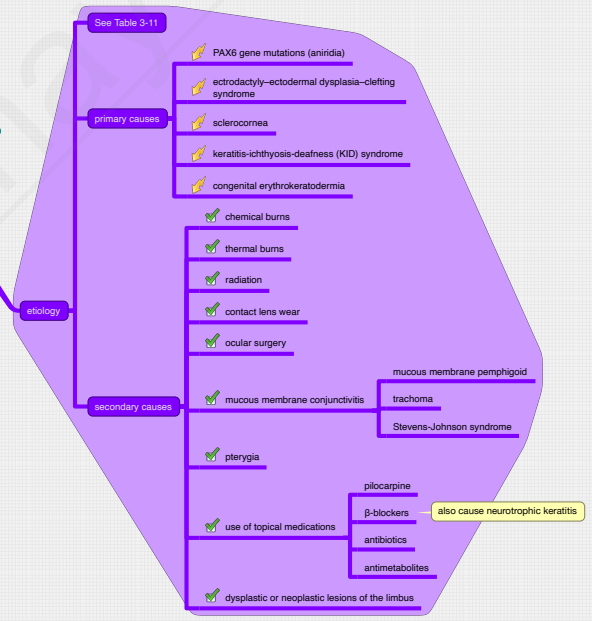 See Table 3-11
PAX6 gene mutations (aniridia)
ectrodactyly–ectodermal dysplasia–clefting
syndrome
primary causes
sclerocornea
keratitis-ichthyosis-deafness (KID) syndrome
congenital erythrokeratodermia
chemical burns
thermal burns
radiation
etiology
contact lens wear
ocular surgery
mucous membrane pemphigoid
secondary causes
mucous membrane conjunctivitis
trachoma
Stevens-Johnson syndrome
pterygia
pilocarpine
β-blockers
also cause neurotrophic keratitis
use of topical medications
antibiotics
antimetabolites
dysplastic or neoplastic lesions of the limbus